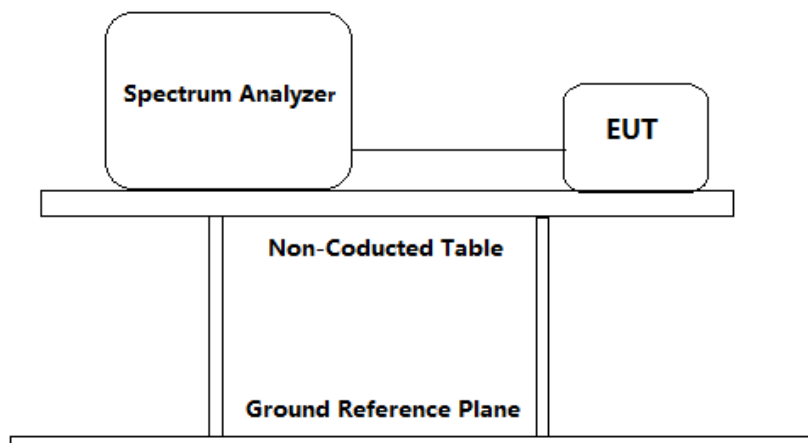 Spectrum Analyzer
EUT
Non-Coducted Table
Ground Reference Plane